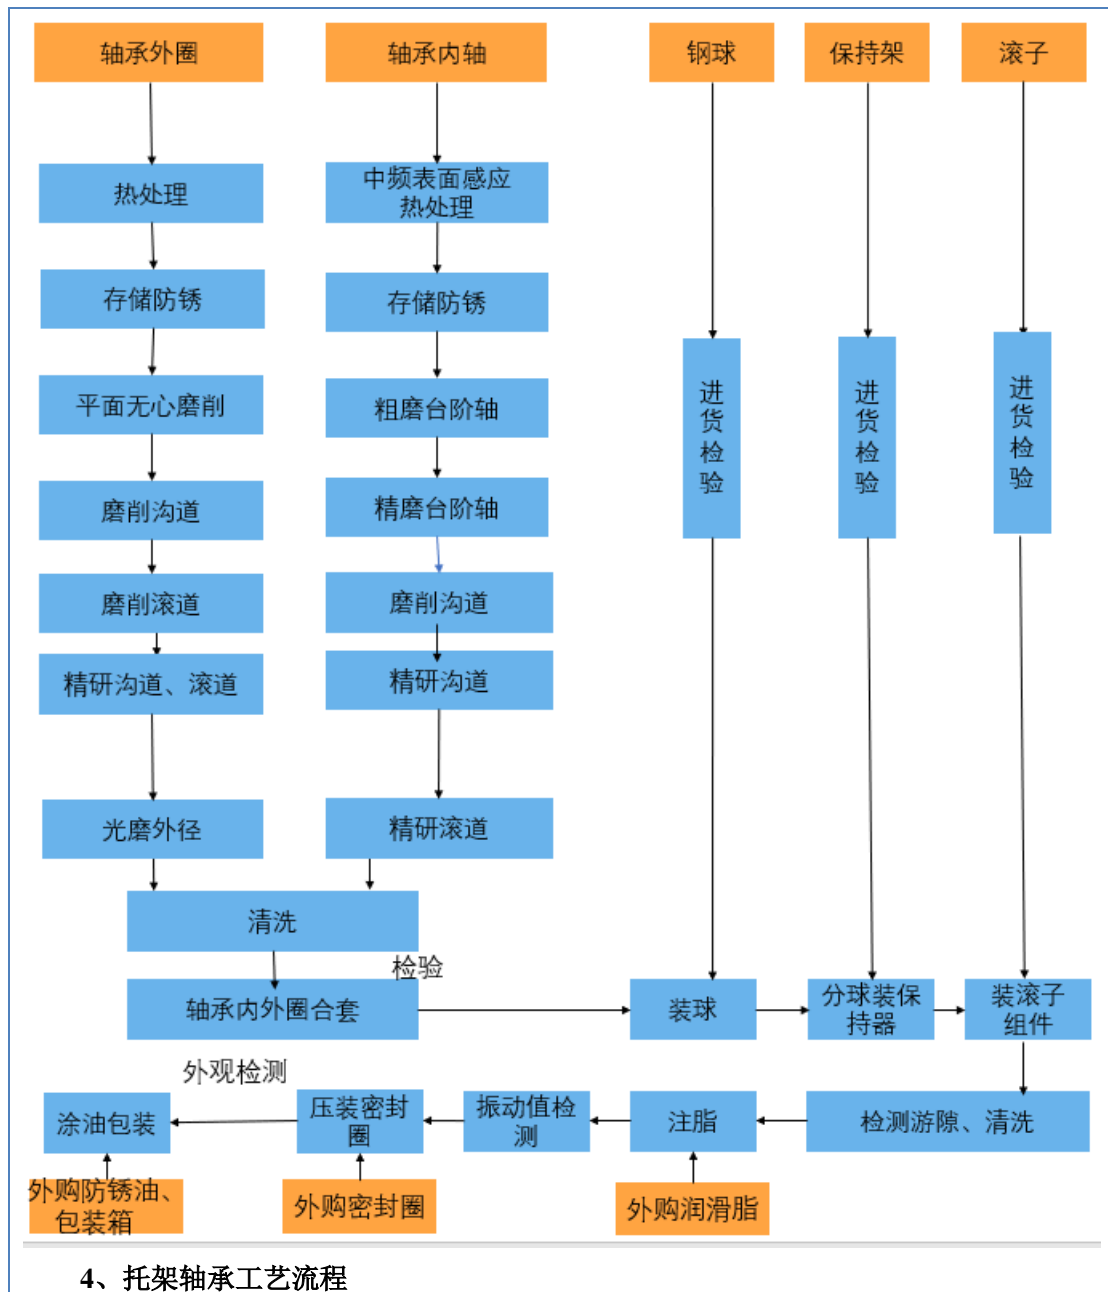 轴承外圈
轴承内轴
钢球
保持架
滚子
热处理
中频表面感应
热处理
存储防锈
存储防锈
平面无心磨削
粗磨台阶轴
进货检验
进货检验
进货检验
磨削沟道
精磨台阶轴
磨削滚道
磨削沟道
精研沟道、滚道
精研沟道
光磨外径
精研滚道
清洗
检验
轴承内外圈合套
装球
分球装保
持器
装滚子
组件
外观检测
涂油包装
压装密封
圈
振动值检
测
注脂
检测游隙、清洗
外购防锈油、
包装箱
外购密封圈
外购润滑脂
4、托架轴承工艺流程